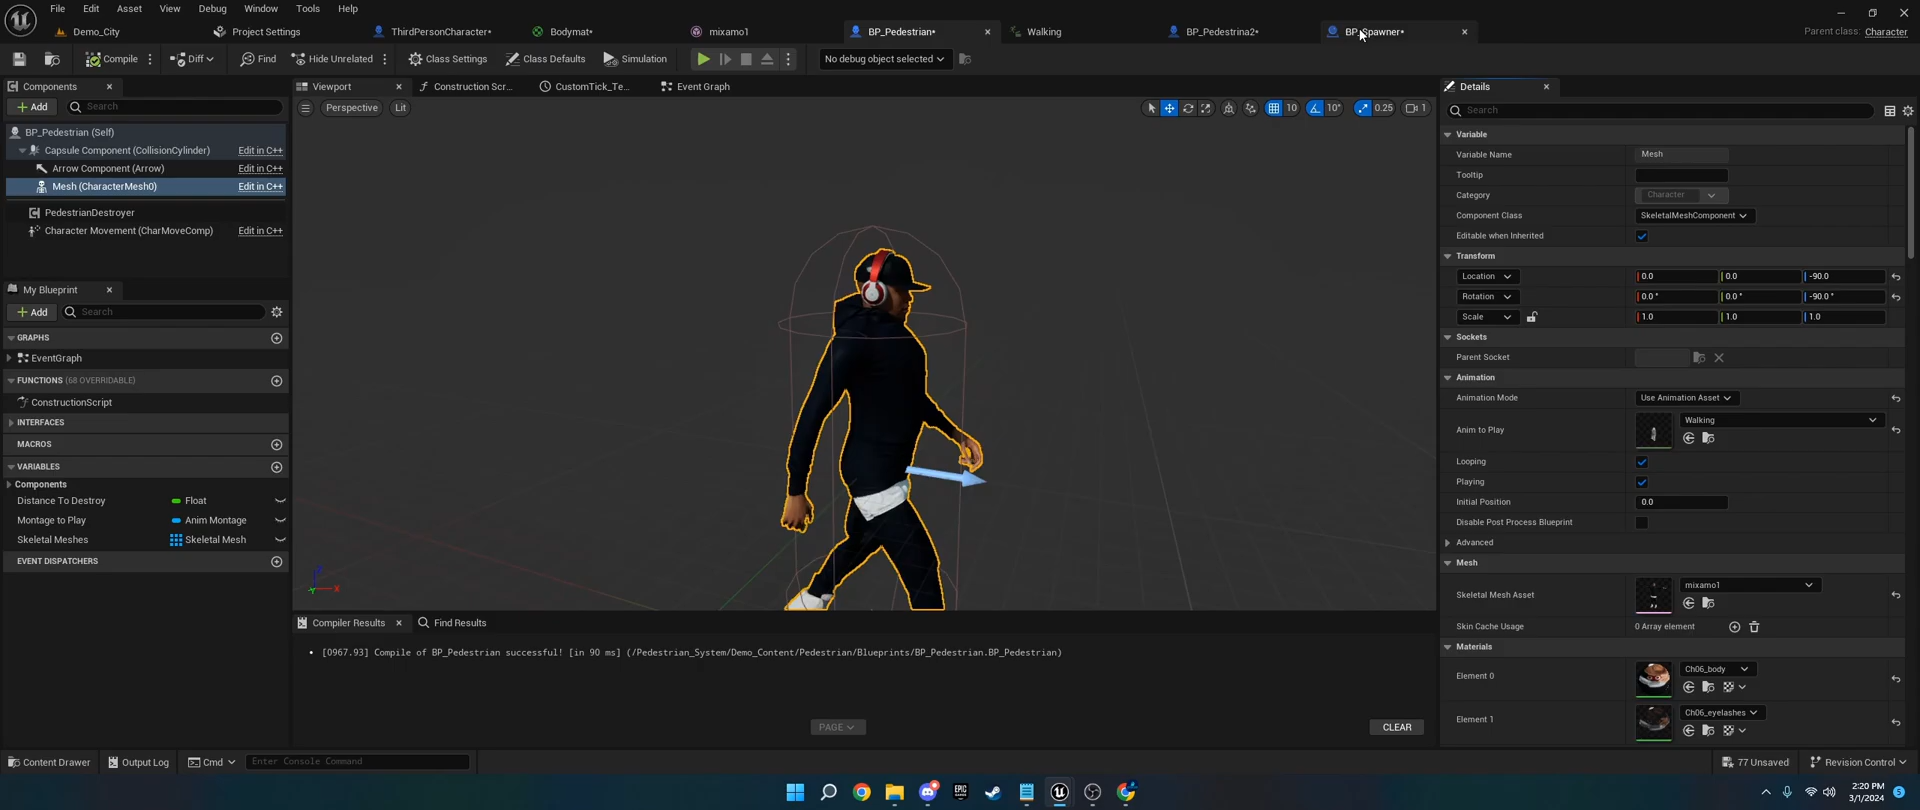 File Edit Asset View Debug Window Tools Help
Demo_City Project Settings ThirdPersonCharacter* Bodymat* mixamo1 BP_Pedestrian* Walking BP_Pedestrina2* BP_Spawner* Parent class: Character
Compile Diff Find Hide Unrelated Class Settings Class Defaults Simulation No debug object selected
Components Viewport Construction Scr... CustomTick_Te... Event Graph Details
Add Search Perspective Lit 10 10° 0.25 1 Search
BP_Pedestrian (Self)
Capsule Component (CollisionCylinder) Edit in C++
Arrow Component (Arrow) Edit in C++
Mesh (CharacterMesh0) Edit in C++
PedestrianDestroyer
Character Movement (CharMoveComp) Edit in C++
My Blueprint
Add Search
GRAPHS
EventGraph
FUNCTIONS (68 OVERRIDABLE)
ConstructionScript
INTERFACES
MACROS
VARIABLES
Components
Distance To Destroy Float
Montage to Play Anim Montage
Skeletal Meshes Skeletal Mesh
EVENT DISPATCHERS
Z
X
Y
Compiler Results Find Results
[0967.93] Compile of BP_Pedestrian successful! [in 90 ms] (/Pedestrian_System/Demo_Content/Pedestrian/Blueprints/BP_Pedestrian.BP_Pedestrian)
PAGE CLEAR
Variable
Variable Name Mesh
Tooltip
Category Character
Component Class SkeletalMeshComponent
Editable when Inherited
Transform
Location 0.0 0.0 -90.0
Rotation 0.0° 0.0° -90.0°
Scale 1.0 1.0 1.0
Sockets
Parent Socket
Animation
Animation Mode Use Animation Asset
Anim to Play Walking
Looping
Playing
Initial Position 0.0
Disable Post Process Blueprint
Advanced
Mesh
Skeletal Mesh Asset mixamo1
Skin Cache Usage 0 Array element
Materials
Element 0 Ch06_body
Element 1 Ch06_eyelashes
Content Drawer Output Log Cmd Enter Console Command 77 Unsaved Revision Control
EPIC GAMES
2:20 PM
3/1/2024
5